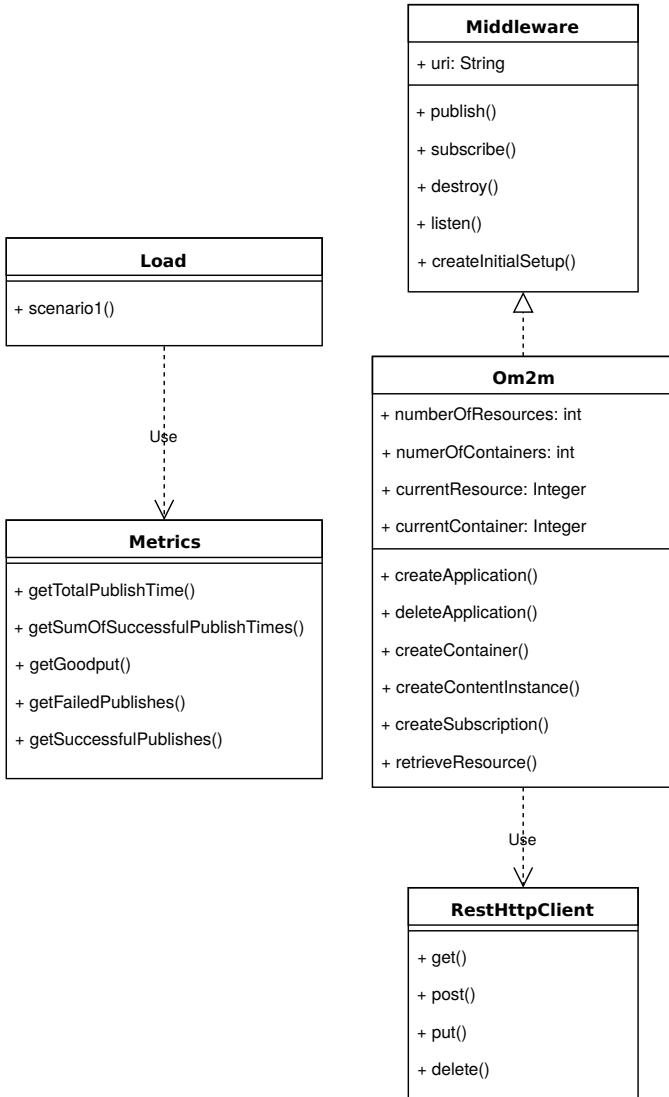 Middleware
+ uri: String
+ publish()
+ subscribe()
+ destroy()
+ listen()
+ createInitialSetup()
Load
+ scenario1()
Use
Metrics
+ getTotalPublishTime()
+ getSumOfSuccessfulPublishTimes()
+ getGoodput()
+ getFailedPublishes()
+ getSuccessfulPublishes()
Om2m
+ numberOfResources: int
+ numerOfContainers: int
+ currentResource: Integer
+ currentContainer: Integer
+ createApplication()
+ deleteApplication()
+ createContainer()
+ createContentInstance()
+ createSubscription()
+ retrieveResource()
Use
RestHttpClient
+ get()
+ post()
+ put()
+ delete()